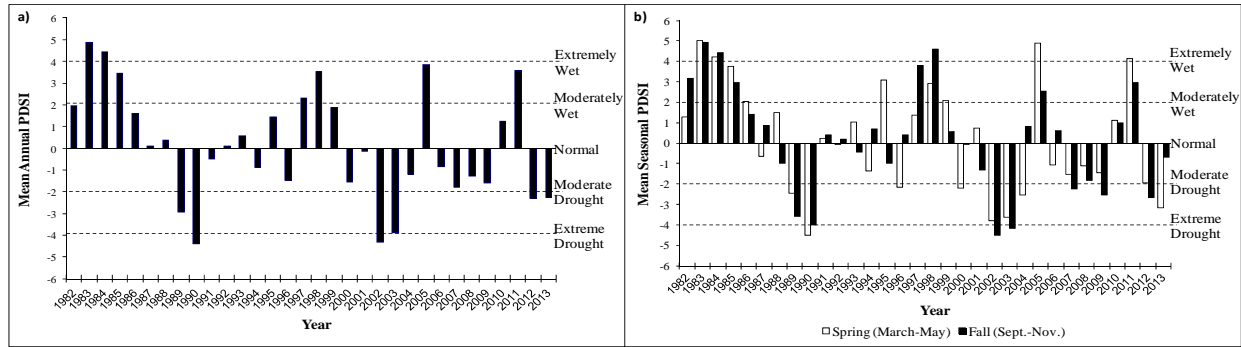 a)
Mean Annual PDSI
6
5
4
3
2
1
0
-1
-2
-3
-4
-5
-6
Extremely
Wet
Moderately
Wet
Normal
Moderate
Drought
Extreme
Drought
1982 1983 1984 1985 1986 1987 1988 1989 1990 1991 1992 1993 1994 1995 1996 1997 1998 1999 2000 2001 2002 2003 2004 2005 2006 2007 2008 2009 2010 2011 2012 2013
Year
b)
Mean Seasonal PDSI
6
5
4
3
2
1
0
-1
-2
-3
-4
-5
-6
Extremely
Wet
Moderately
Wet
Normal
Moderate
Drought
Extreme
Drought
1982 1983 1984 1985 1986 1987 1988 1989 1990 1991 1992 1993 1994 1995 1996 1997 1998 1999 2000 2001 2002 2003 2004 2005 2006 2007 2008 2009 2010 2011 2012 2013
Year
Spring (March-May) Fall (Sept.-Nov.)